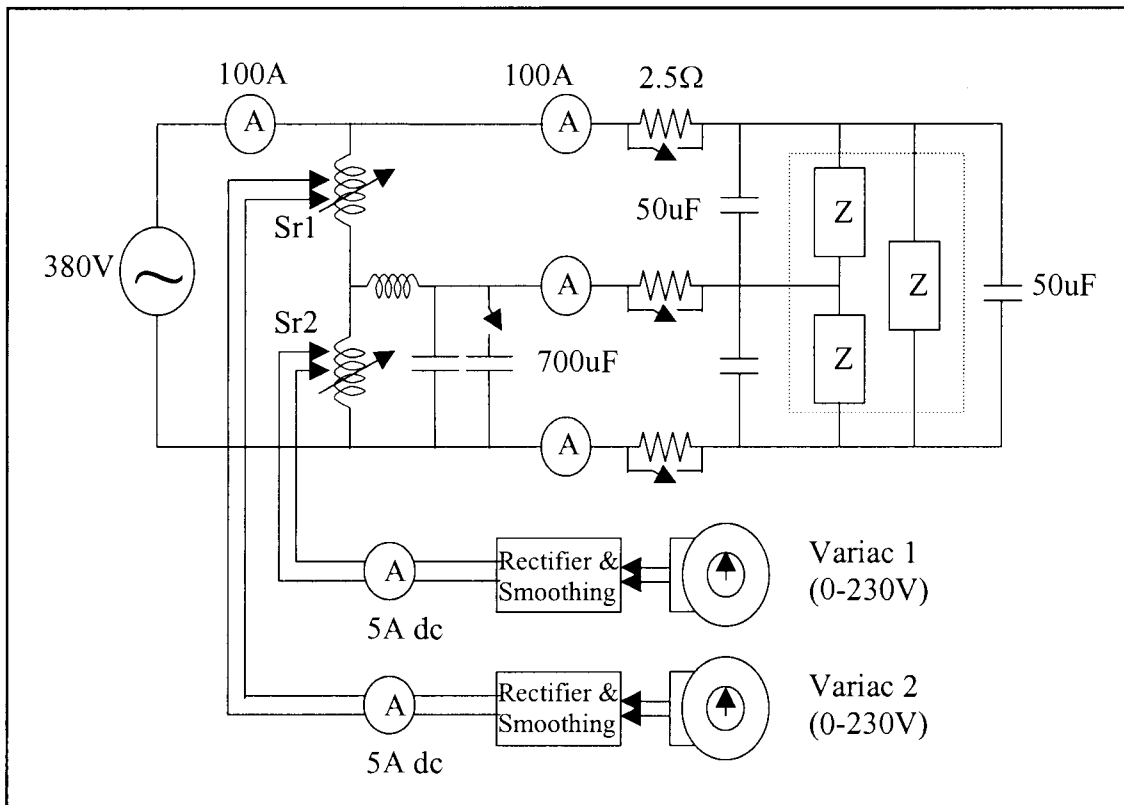 100A
100A
2.5Ω
A
A
Sr1
50uF
Z
Z
380V
50uF
A
Sr2
700uF
Z
A
Rectifier &
Smoothing
A
5A dc
Variac 1
(0-230V)
Rectifier &
Smoothing
A
5A dc
Variac 2
(0-230V)